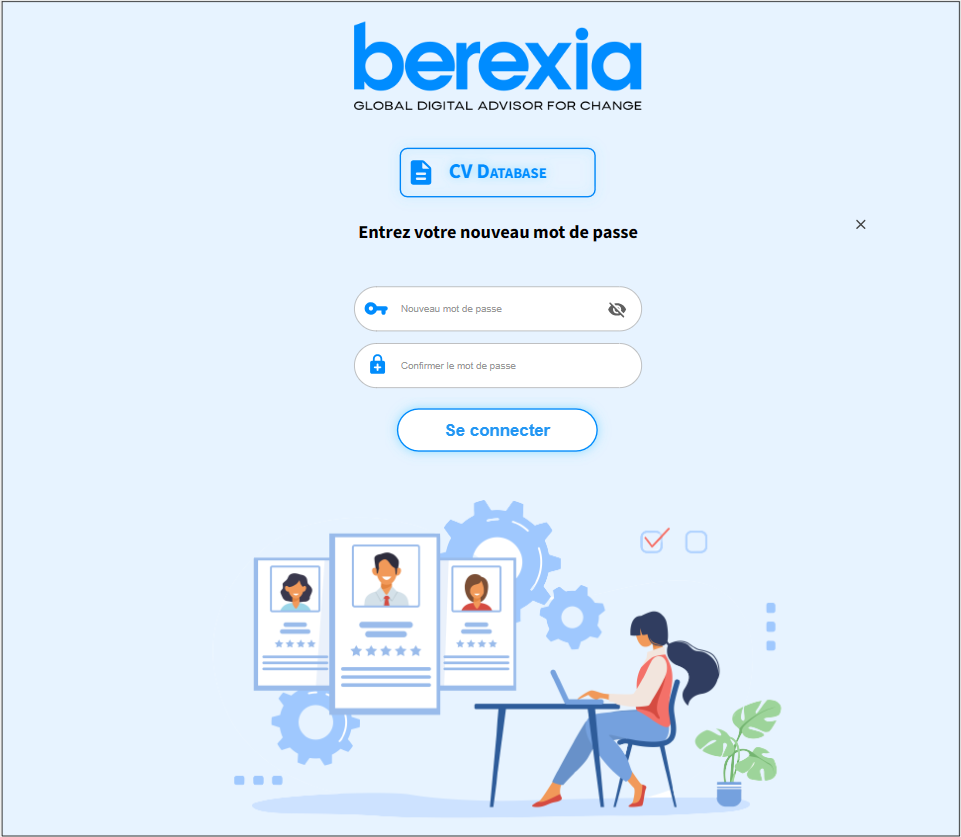 berexia
GLOBAL DIGITAL ADVISOR FOR CHANGE
CV DATABASE
Entrez votre nouveau mot de passe
Nouveau mot de passe
Confirmer le mot de passe
Se connecter